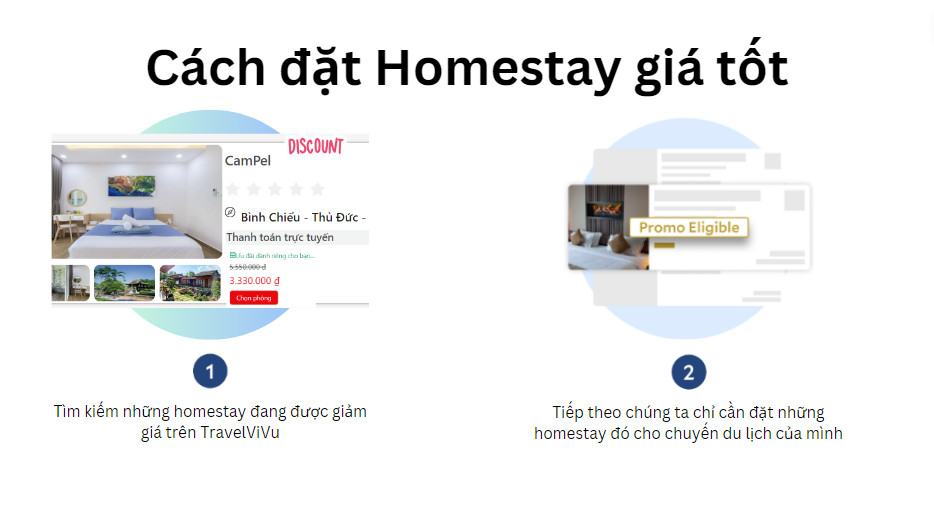 Cách đặt Homestay giá tốt
DISCOUNT
CamPel
Bình Chiểu - Thủ Đức -
Thanh toán trực tuyến
Ưu đãi dành riêng cho bạn...
5.550.000 đ
3.330.000 ₫
Chọn phòng
1
Tìm kiếm những homestay đang được giảm
giá trên TravelViVu
Promo Eligible
2
Tiếp theo chúng ta chỉ cần đặt những
homestay đó cho chuyến du lịch của mình